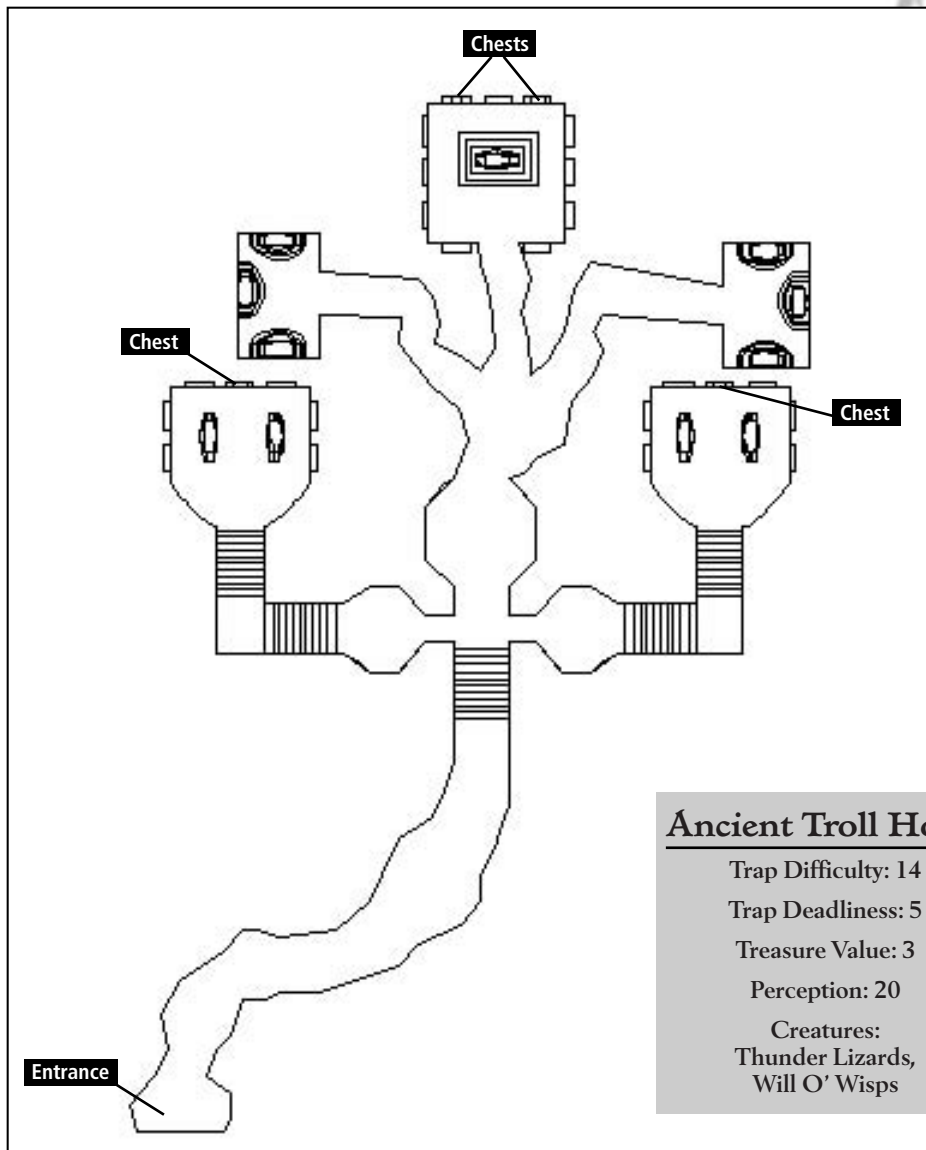 Chests
Chest
Chest
Entrance
Ancient Troll
Trap Difficulty: 14
Trap Deadliness: 5
Treasure Value: 3
Perception: 20
Creatures:
Thunder Lizards,
Will O' Wisps